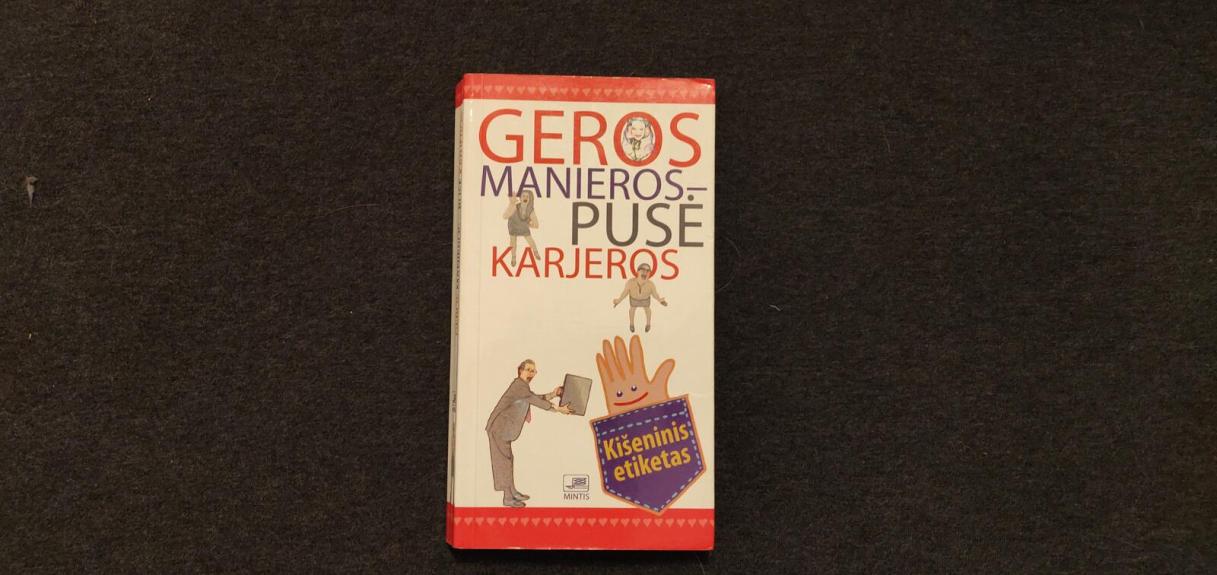 GEROS
MANIEROS–
PUSĖ
KARJEROS
Kišeninis
etiketas
MINTIS